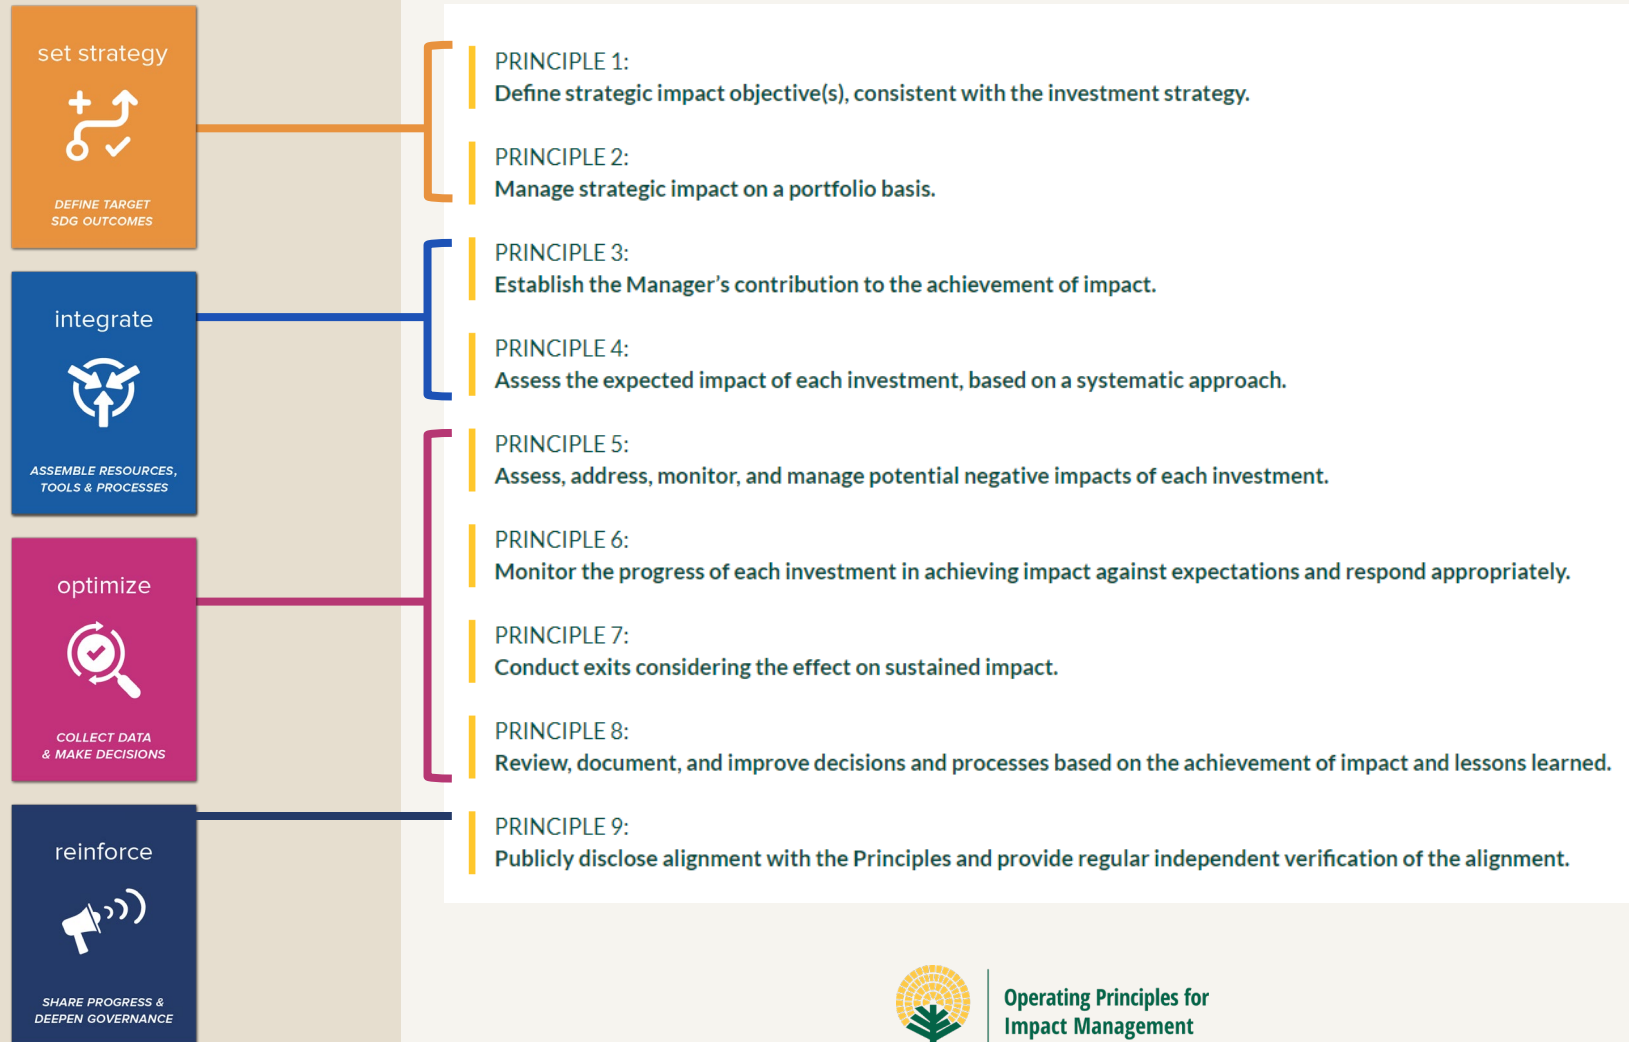 set strategy
DEFINE TARGET
SDG OUTCOMES
integrate
ASSEMBLE RESOURCES,
TOOLS & PROCESSES
optimize
COLLECT DATA
& MAKE DECISIONS
reinforce
SHARE PROGRESS &
DEEPEN GOVERNANCE
PRINCIPLE 1:
Define strategic impact objective(s), consistent with the investment strategy.
PRINCIPLE 2:
Manage strategic impact on a portfolio basis.
PRINCIPLE 3:
Establish the Manager’s contribution to the achievement of impact.
PRINCIPLE 4:
Assess the expected impact of each investment, based on a systematic approach.
PRINCIPLE 5:
Assess, address, monitor, and manage potential negative impacts of each investment.
PRINCIPLE 6:
Monitor the progress of each investment in achieving impact against expectations and respond appropriately.
PRINCIPLE 7:
Conduct exits considering the effect on sustained impact.
PRINCIPLE 8:
Review, document, and improve decisions and processes based on the achievement of impact and lessons learned.
PRINCIPLE 9:
Publicly disclose alignment with the Principles and provide regular independent verification of the alignment.
Operating Principles for
Impact Management